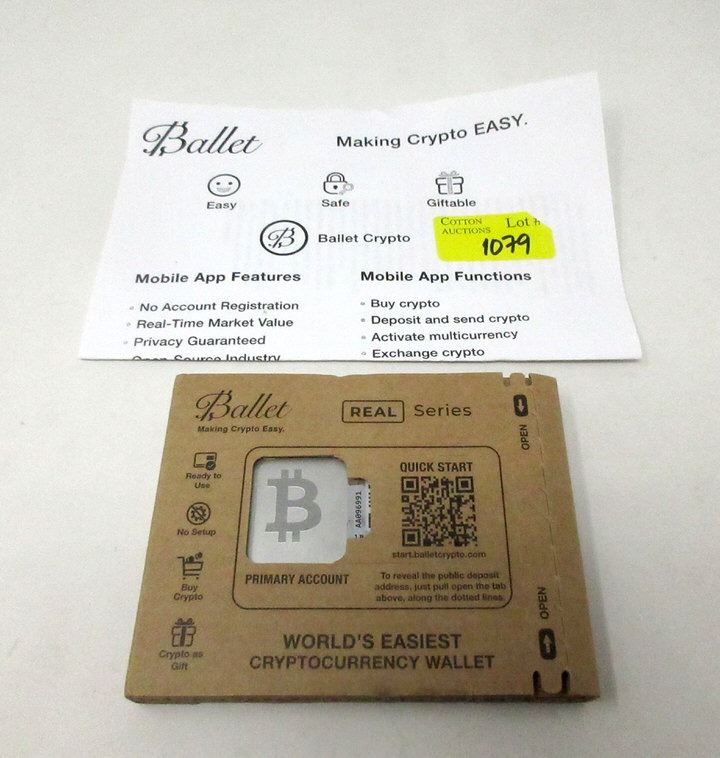 Ballet
Making Crypto EASY.
Easy
Safe
Giftable
Ballet Crypto
COTTON AUCTIONS
Lot #
1079
Mobile App Features
No Account Registration
Real-Time Market Value
Privacy Guaranteed
Open Source Industry
Mobile App Functions
Buy crypto
Deposit and send crypto
Activate multicurrency
Exchange crypto
Ballet
Making Crypto Easy.
REAL Series
OPEN
Ready to
Use
No Setup
Buy
Crypto
Crypto as
Gift
AA096991
PRIMARY ACCOUNT
QUICK START
start.balletcrypto.com
To reveal the public deposit
address, just pull open the tab
above, along the dotted lines.
OPEN
WORLD'S EASIEST
CRYPTOCURRENCY WALLET